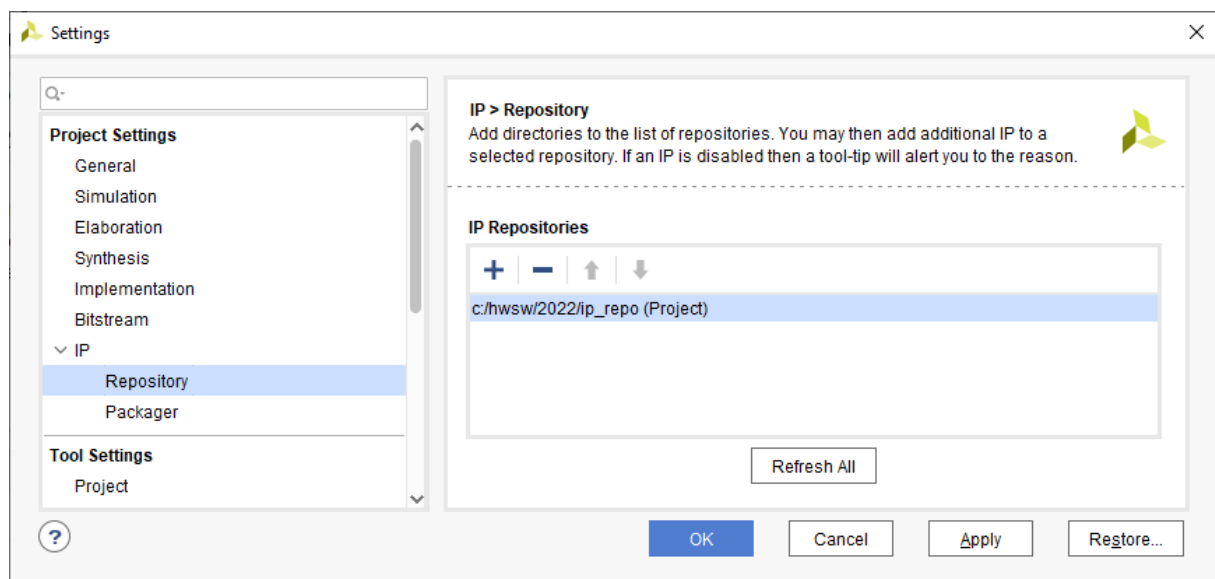 Settings
Project Settings
General
Simulation
Elaboration
Synthesis
Implementation
Bitstream
IP
Repository
Packager
Tool Settings
Project
IP > Repository
Add directories to the list of repositories. You may then add additional IP to a
selected repository. If an IP is disabled then a tool-tip will alert you to the reason.
IP Repositories
c:/hwsw/2022/ip_repo (Project)
Refresh All
?
OK
Cancel
Apply
Restore...